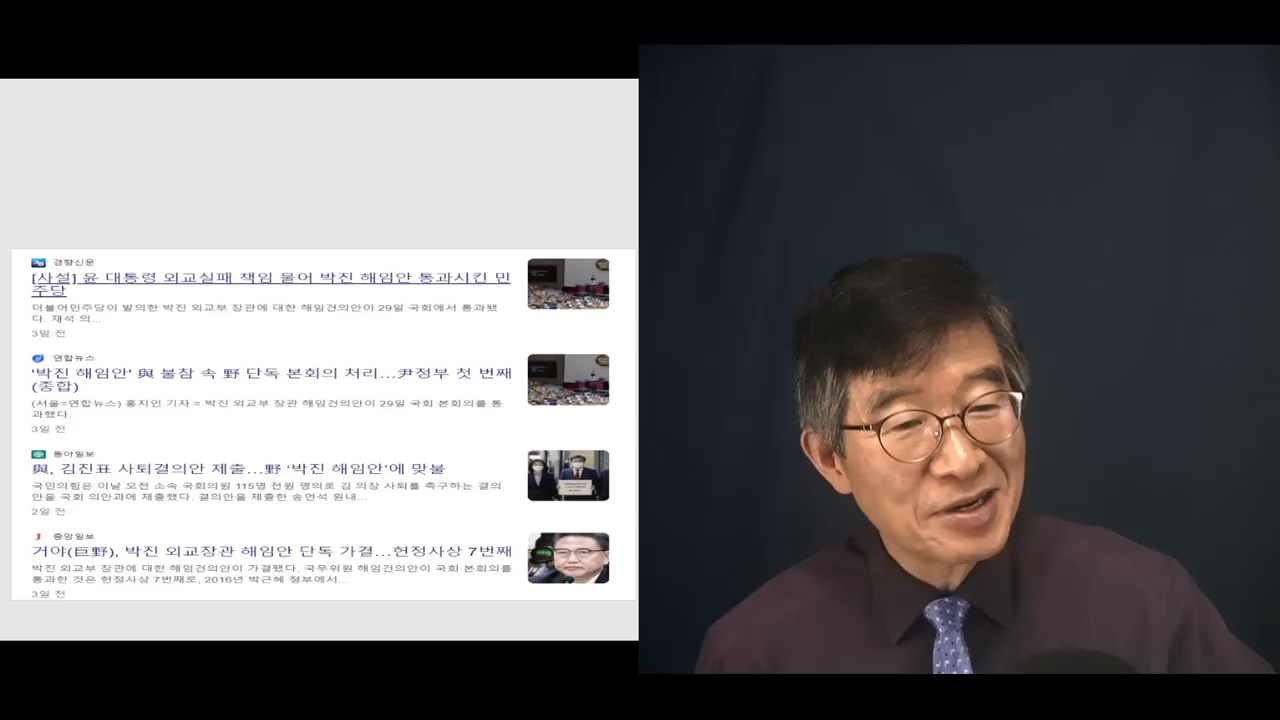 경향신문
[사설] 윤 대통령 외교실패 책임 물어 박진 해임안 통과시킨 민
주당
더불어민주당이 발의한 박진 외교부 장관에 대한 해임건의안이 29일 국회에서 통과됐
다. 재석 의...
3일 전
연합뉴스
'박진 해임안' 與 불참 속 野 단독 본회의 처리...尹정부 첫 번째
(종합)
(서울=연합뉴스) 홍지인 기자 = 박진 외교부 장관 해임건의안이 29일 국회 본회의를 통
과했다.
3일 전
동아일보
與, 김진표 사퇴결의안 제출...野 '박진 해임안'에 맞불
국민의힘은 이날 오전 소속 국회의원 115명 전원 명의로 김 의장 사퇴를 촉구하는 결의
안을 국회 의안과에 제출했다. 결의안을 제출한 송언석 원내...
2일 전
중앙일보
거야(巨野), 박진 외교장관 해임안 단독 가결...헌정사상 7번째
박진 외교부 장관에 대한 해임건의안이 가결됐다. 국무위원 해임건의안이 국회 본회의를
통과한 것은 헌정사상 7번째로, 2016년 박근혜 정부에서...
3일 전